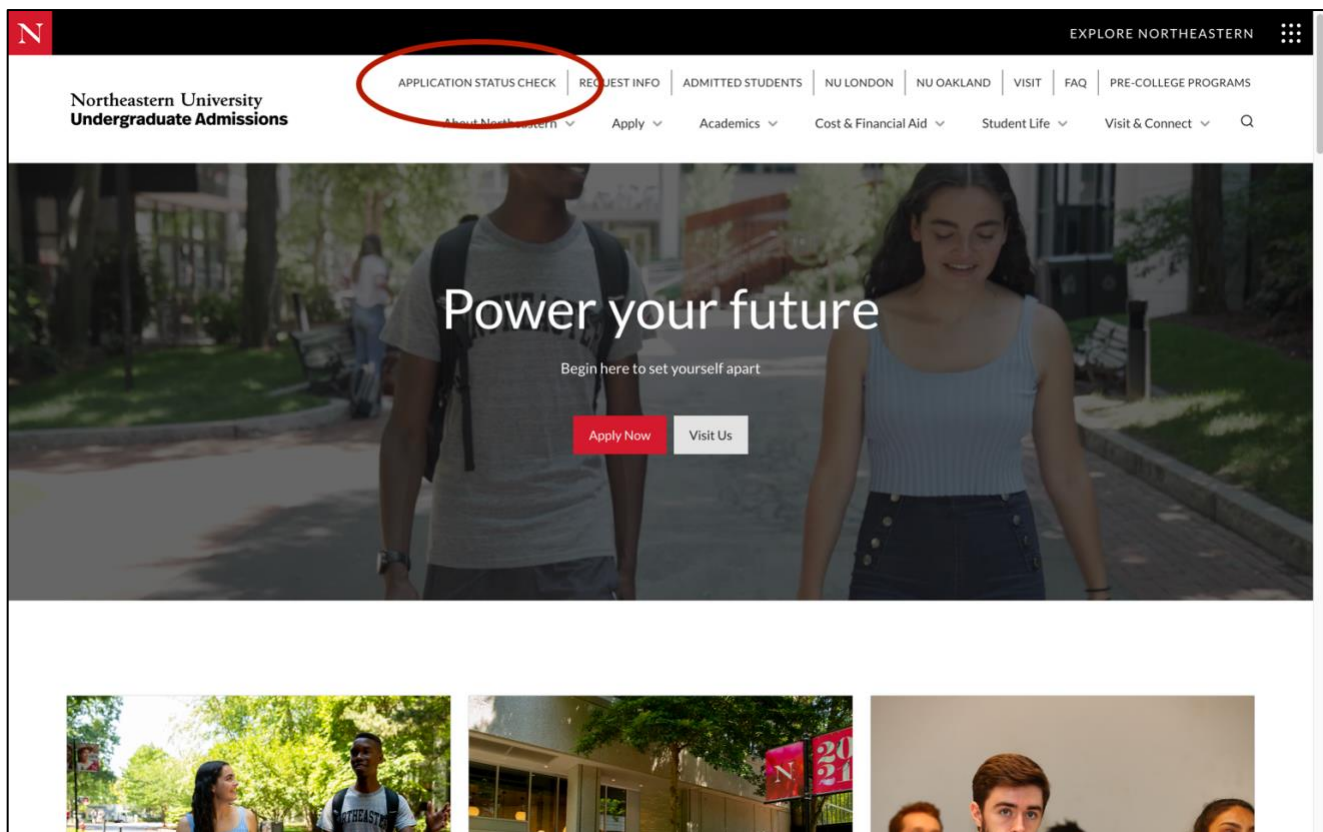 N
EXPLORE NORTHEASTERN
Northeastern University
Undergraduate Admissions
APPLICATION STATUS CHECK REQUEST INFO ADMITTED STUDENTS NU LONDON NU OAKLAND VISIT FAQ PRE-COLLEGE PROGRAMS
About Northeastern Apply Academics Cost & Financial Aid Student Life Visit & Connect
Power your future
Begin here to set yourself apart
Apply Now Visit Us
N
20
21